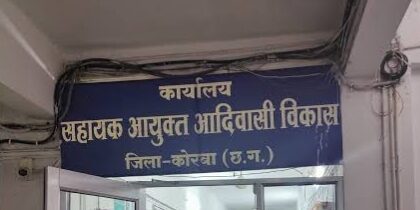 कार्यालय
सहायक आयुक्त आदिवासी विकास
जिला-कोरबा (छ.ग.)